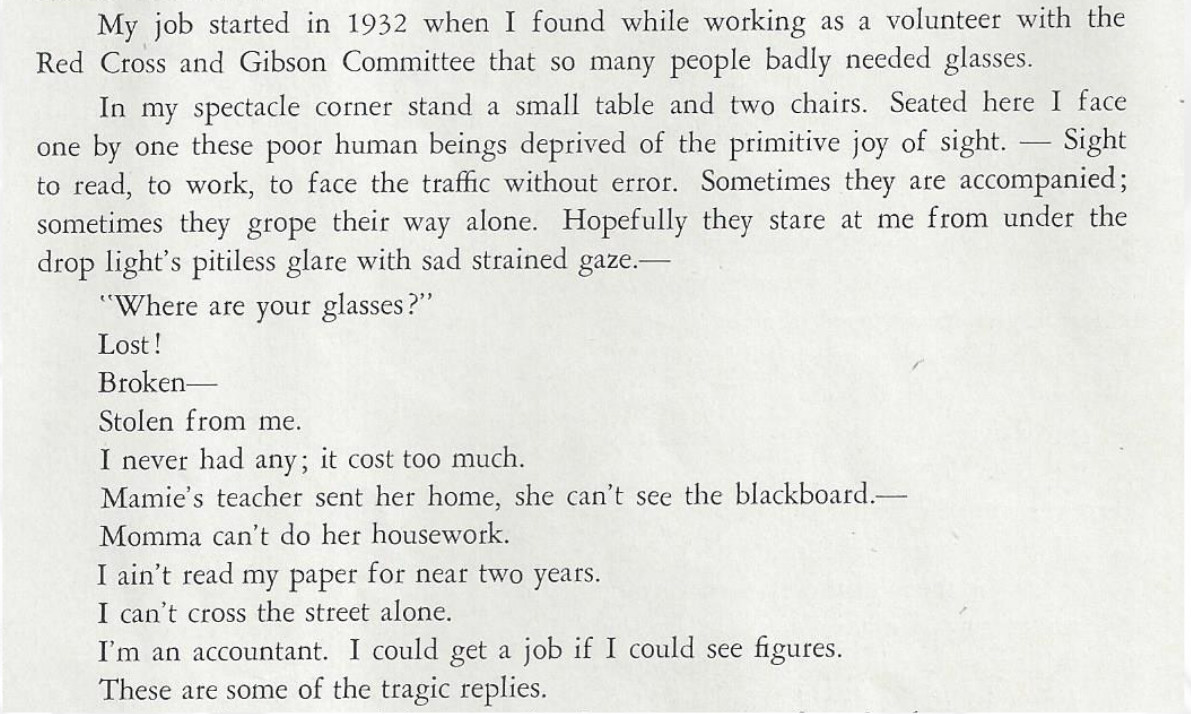 My job started in 1932 when I found while working as a volunteer with the
Red Cross and Gibson Committee that so many people badly needed glasses.
In my spectacle corner stand a small table and two chairs. Seated here I face
one by one these poor human beings deprived of the primitive joy of sight. — Sight
to read, to work, to face the traffic without error. Sometimes they are accompanied;
sometimes they grope their way alone. Hopefully they stare at me from under the
drop light's pitiless glare with sad strained gaze.—
"Where are your glasses?"
Lost!
Broken—
Stolen from me.
I never had any; it cost too much.
Mamie's teacher sent her home, she can't see the blackboard.—
Momma can't do her housework.
I ain't read my paper for near two years.
I can't cross the street alone.
I'm an accountant. I could get a job if I could see figures.
These are some of the tragic replies.